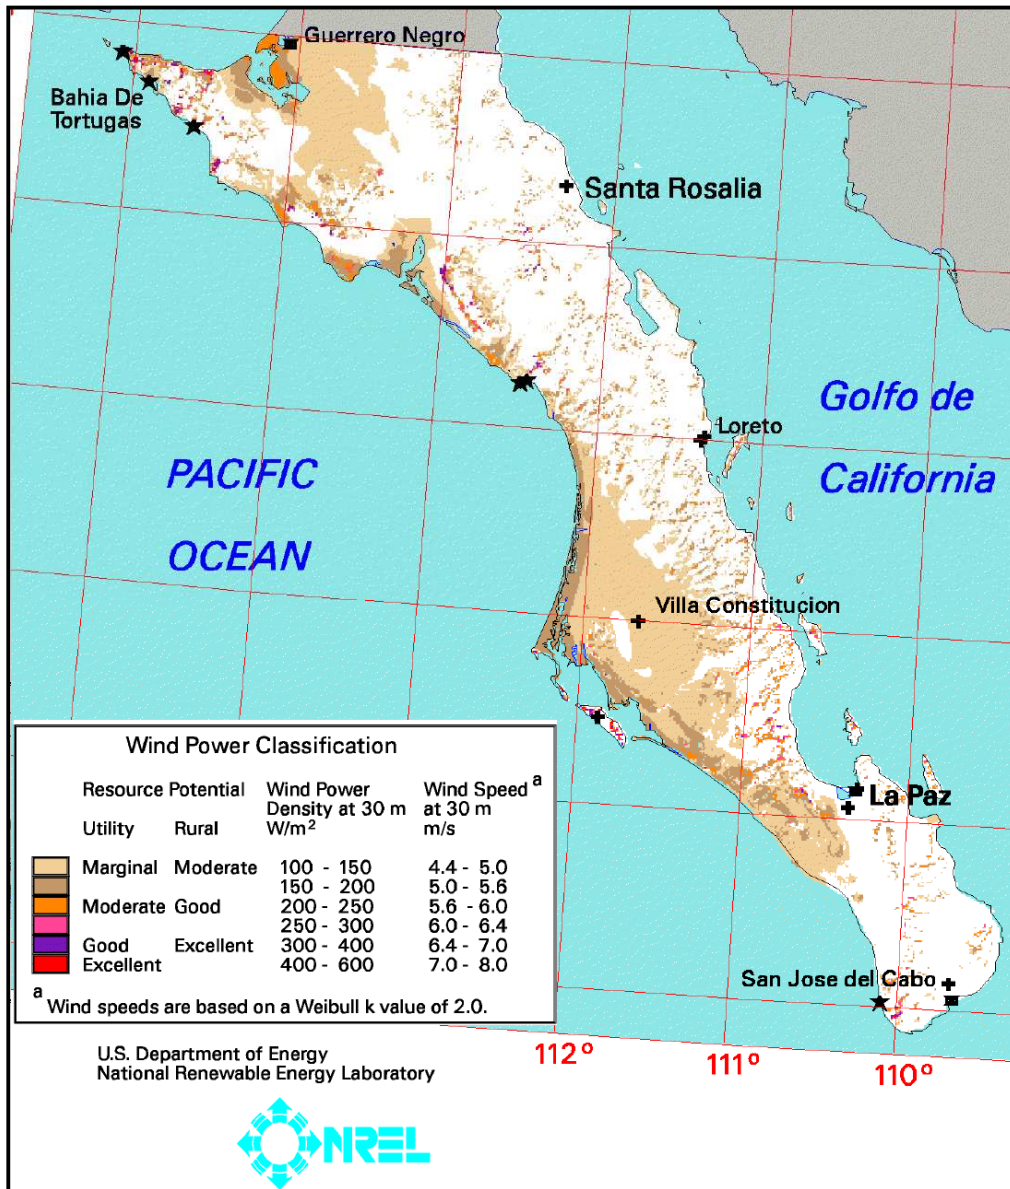 Guerrero Negro
Bahia De
Tortugas
Santa Rosalia
Golfo de
California
Loreto
PACIFIC
OCEAN
Villa Constitucion
La Paz
San Jose del Cabo
Wind Power Classification
Resource Potential Wind Power Wind Speed a
Density at 30 m at 30 m
Utility Rural W/m2 m/s
Marginal Moderate 100 - 150 4.4 - 5.0
150 - 200 5.0 - 5.6
Moderate Good 200 - 250 5.6 - 6.0
250 - 300 6.0 - 6.4
Good Excellent 300 - 400 6.4 - 7.0
Excellent 400 - 600 7.0 - 8.0
a Wind speeds are based on a Weibull k value of 2.0.
112o
111o
110o
U.S. Department of Energy
National Renewable Energy Laboratory
NREL